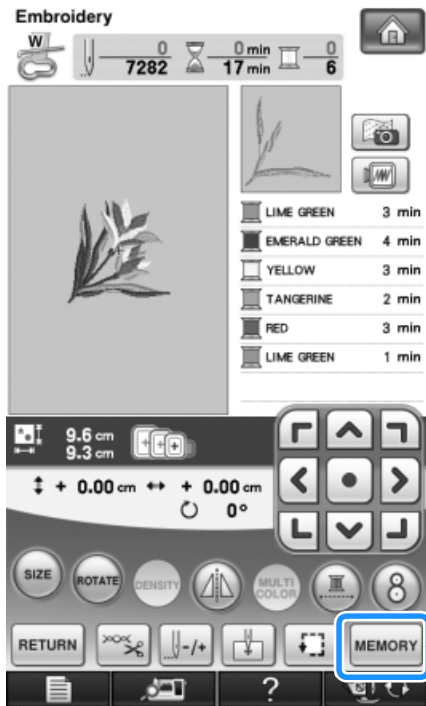 Embroidery
W
0 0 min 0
7282 17 min 6
LIME GREEN 3 min
EMERALD GREEN 4 min
YELLOW 3 min
TANGERINE 2 min
RED 3 min
LIME GREEN 1 min
9.6 cm
9.3 cm
+ 0.00 cm + 0.00 cm
0°
SIZE ROTATE DENSITY MULTI COLOR 8
RETURN -/+ MEMORY
?